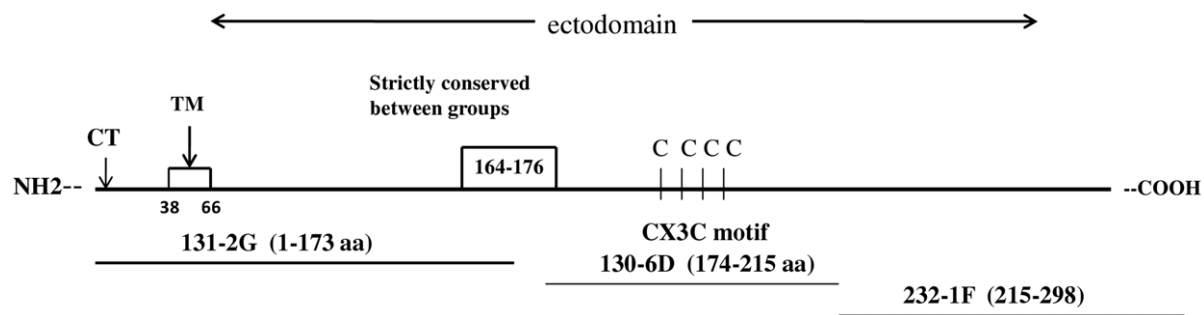 ectodomain
Strictly conserved
between groups
TM
CT
164-176
C C C C
NH2--
--COOH
38 66
CX3C motif
131-2G (1-173 aa)
130-6D (174-215 aa)
232-1F (215-298)